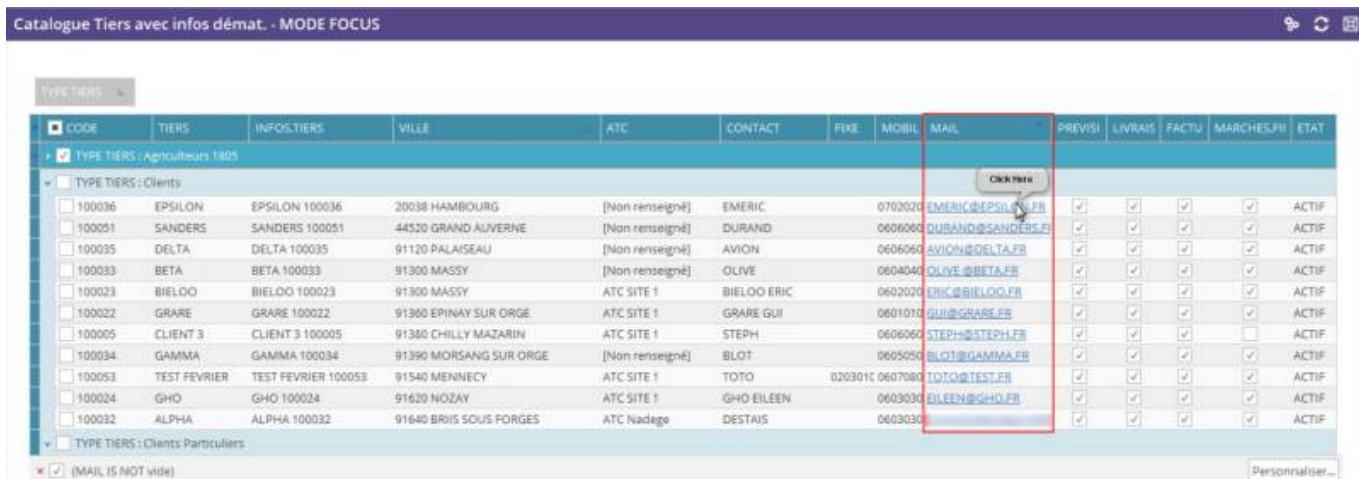 Catalogue Tiers avec infos démat. - MODE FOCUS
TYPE TIERS
CODE TIERS INFOS.TIERS VILLE ATC CONTACT FIXE MOBIL MAIL PREVISI LIVRAIS FACTU MARCHES.FII ETAT
TYPE TIERS : Agriculteurs 1805
TYPE TIERS : Clients
Click Here
100036 EPSILON EPSILON 100036 20038 HAMBOURG [Non renseigné] EMERIC 0702020 EMERIC@EPSILON.FR ACTIF
100051 SANDERS SANDERS 100051 44520 GRAND AUVERNE [Non renseigné] DURAND 0606060 DURAND@SANDERS.FR ACTIF
100035 DELTA DELTA 100035 91120 PALAISEAU [Non renseigné] AVION 0606060 AVION@DELTA.FR ACTIF
100033 BETA BETA 100033 91300 MASSY [Non renseigné] OLIVE 0604040 OLIVE @BETA.FR ACTIF
100023 BIELOO BIELOO 100023 91300 MASSY ATC SITE 1 BIELOO ERIC 0602020 ERIC@BIELOO.FR ACTIF
100022 GRARE GRARE 100022 91360 EPINAY SUR ORGE ATC SITE 1 GRARE GUI 0601010 GUI@GRARE.FR ACTIF
100005 CLIENT 3 CLIENT 3 100005 91380 CHILLY MAZARIN ATC SITE 1 STEPH 0606060 STEPH@STEPH.FR ACTIF
100034 GAMMA GAMMA 100034 91390 MORSANG SUR ORGE [Non renseigné] BLOT 0605050 BLOT@GAMMA.FR ACTIF
100053 TEST FEVRIER TEST FEVRIER 100053 91540 MENNECY ATC SITE 1 TOTO 020301C 0607080 TOTO@TEST.FR ACTIF
100024 GHO GHO 100024 91620 NOZAY ATC SITE 1 GHO EILEEN 0603030 EILEEN@GHO.FR ACTIF
100032 ALPHA ALPHA 100032 91640 BRIIS SOUS FORGES ATC Nadege DESTAIS 0603030 ACTIF
TYPE TIERS : Clients Particuliers
(MAIL IS NOT vide)
Personnaliser...